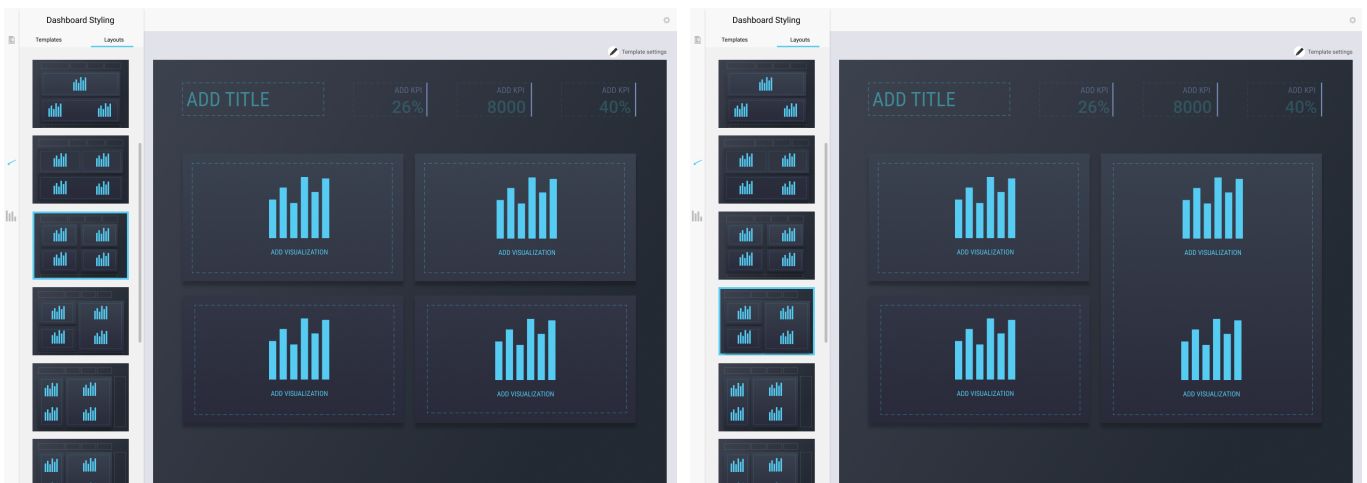 Dashboard Styling
Templates Layouts
Template settings
ADD TITLE
ADD KPI ADD KPI ADD KPI
26% 8000 40%
ADD VISUALIZATION ADD VISUALIZATION
ADD VISUALIZATION ADD VISUALIZATION
Dashboard Styling
Templates Layouts
Template settings
ADD TITLE
ADD KPI ADD KPI ADD KPI
26% 8000 40%
ADD VISUALIZATION ADD VISUALIZATION
ADD VISUALIZATION ADD VISUALIZATION